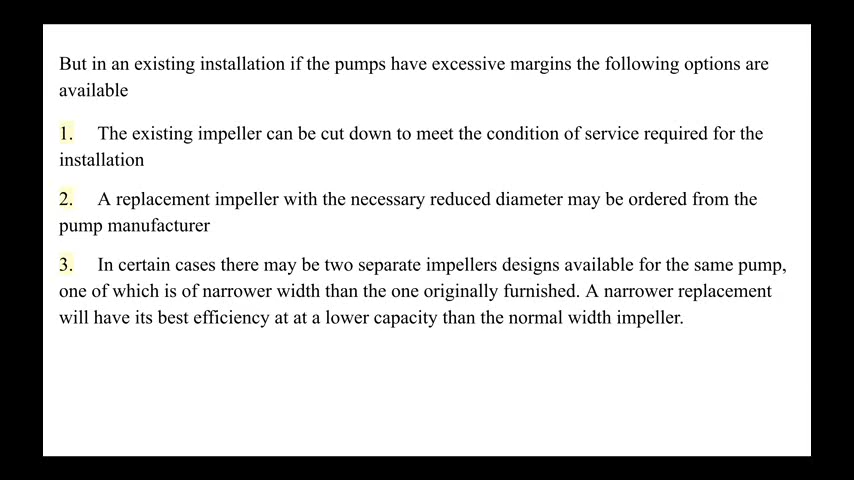 But in an existing installation if the pumps have excessive margins the following options are
available
1. The existing impeller can be cut down to meet the condition of service required for the
installation
2. A replacement impeller with the necessary reduced diameter may be ordered from the
pump manufacturer
3. In certain cases there may be two separate impellers designs available for the same pump,
one of which is of narrower width than the one originally furnished. A narrower replacement
will have its best efficiency at at a lower capacity than the normal width impeller.